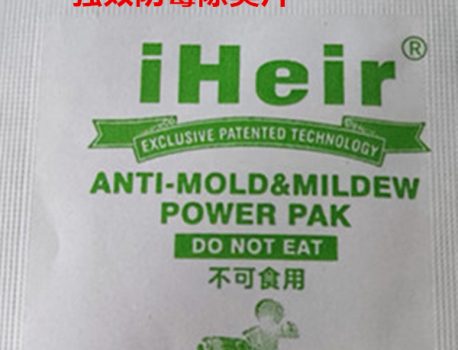 iHeir®
EXCLUSIVE PATENTED TECHNOLOGY
ANTI-MOLD&MILDEW
POWER PAK
DO NOT EAT
不可食用